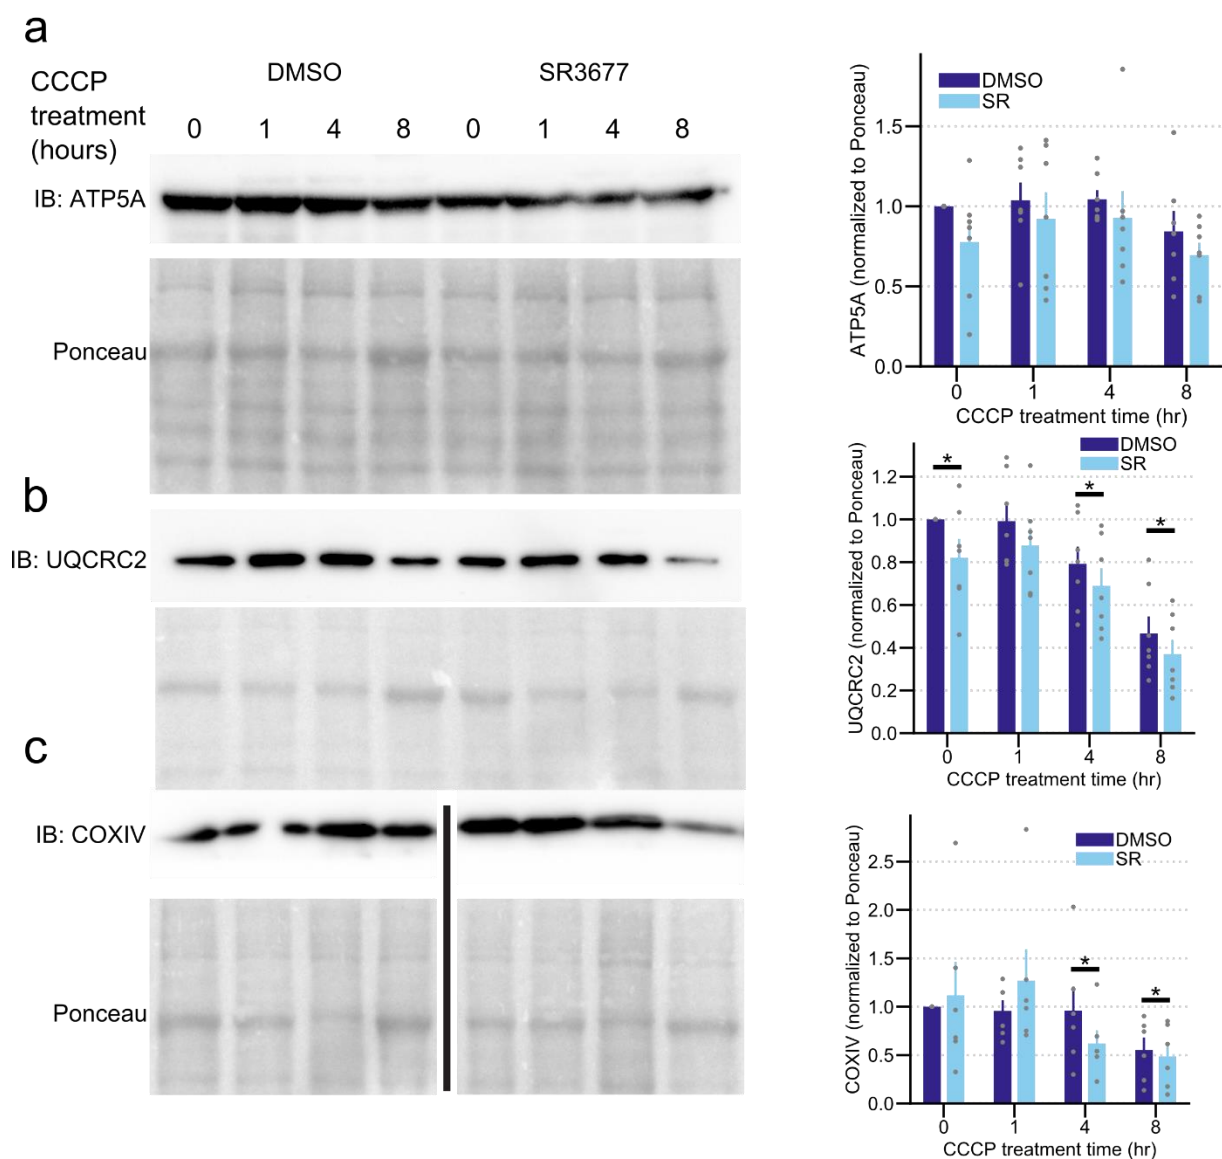 a
CCCP
treatment
(hours)
DMSO
SR3677
0 1 4 8 0 1 4 8
IB: ATP5A
Ponceau
ATP5A (normalized to Ponceau)
DMSO
SR
1.5
1.0
0.5
0.0
0 1 4 8
CCCP treatment time (hr)
b
IB: UQCRC2
UQCRC2 (normalized to Ponceau)
DMSO
SR
* * *
1.2
1.0
0.8
0.6
0.4
0.2
0.0
0 1 4 8
CCCP treatment time (hr)
c
IB: COXIV
Ponceau
COXIV (normalized to Ponceau)
DMSO
SR
* *
2.5
2.0
1.5
1.0
0.5
0.0
0 1 4 8
CCCP treatment time (hr)